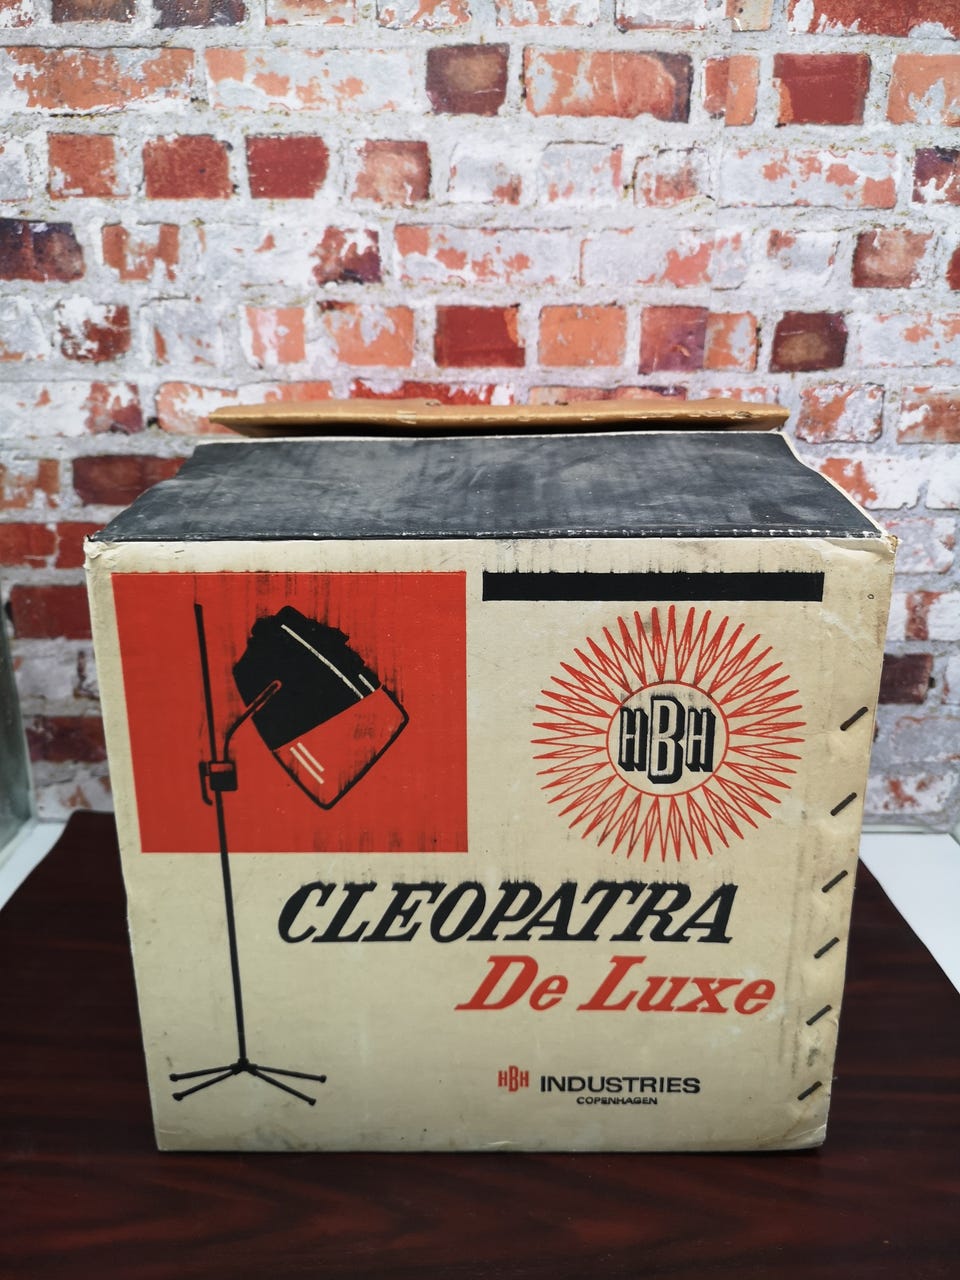 HBH
CLEOPATRA
De Luxe
HBH INDUSTRIES
COPENHAGEN